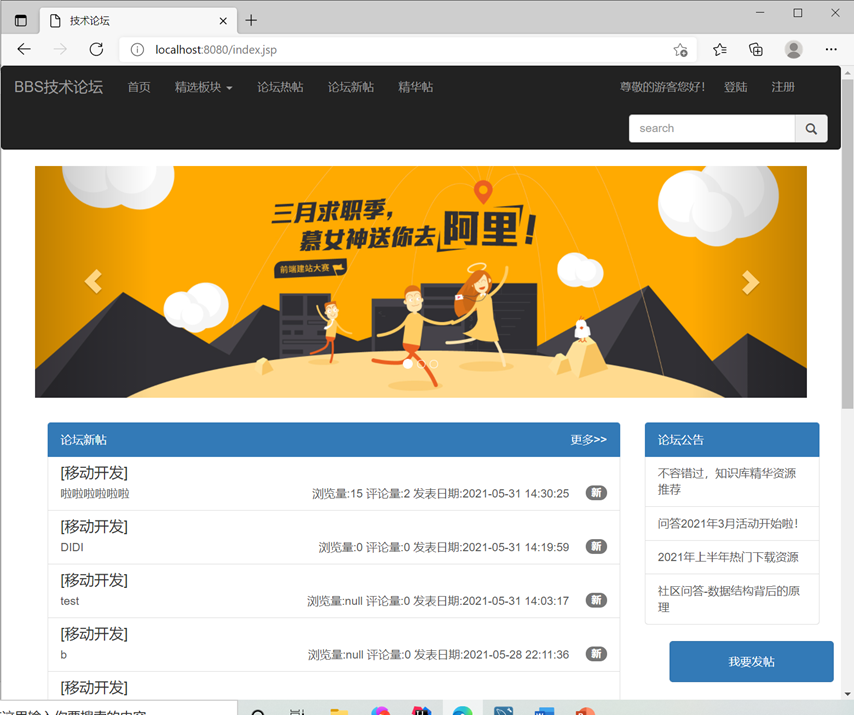 技术论坛
localhost:8080/index.jsp
BBS技术论坛 首页 精选板块 论坛热帖 论坛新帖 精华帖 尊敬的游客您好! 登陆 注册
search
三月求职季,
慕女神送你去阿里!
前端建站大赛
论坛新帖 更多>>
[移动开发]
啦啦啦啦啦啦 浏览量:15 评论量:2 发表日期:2021-05-31 14:30:25 新
[移动开发]
DIDI 浏览量:0 评论量:0 发表日期:2021-05-31 14:19:59 新
[移动开发]
test 浏览量:null 评论量:0 发表日期:2021-05-31 14:03:17 新
[移动开发]
b 浏览量:null 评论量:0 发表日期:2021-05-28 22:11:36 新
[移动开发]
论坛公告
不容错过，知识库精华资源
推荐
问答2021年3月活动开始啦!
2021年上半年热门下载资源
社区问答-数据结构背后的原
理
我要发帖
这里输入你要搜索的内容